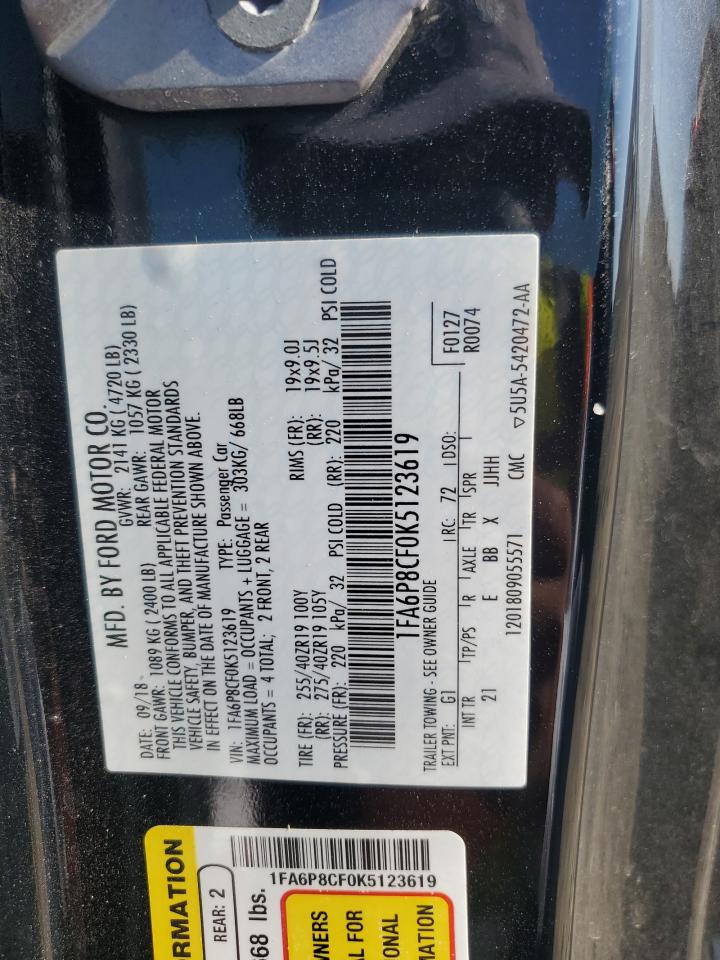 MFD. BY FORD MOTOR CO.
DATE: 09/18 GVWR: 2141 KG ( 4720 LB)
FRONT GAWR: 1089 KG ( 2400 LB) REAR GAWR: 1057 KG ( 2330 LB)
THIS VEHICLE CONFORMS TO ALL APPLICABLE FEDERAL MOTOR
VEHICLE SAFETY, BUMPER, AND THEFT PREVENTION STANDARDS
IN EFFECT ON THE DATE OF MANUFACTURE SHOWN ABOVE.
VIN: 1FA6P8CF0K5123619 TYPE: Passenger Car
MAXIMUM LOAD = OCCUPANTS + LUGGAGE = 303KG/ 668LB
OCCUPANTS = 4 TOTAL; 2 FRONT, 2 REAR
TIRE (FR): 255/40ZR19 100Y RIMS (FR): 19x9.0J
(RR): 275/40ZR19 105Y (RR): 19x9.5J
PRESSURE (FR): 220 kPa/ 32 PSI COLD (RR): 220 kPa/ 32 PSI COLD
1FA6P8CF0K5123619
TRAILER TOWING - SEE OWNER GUIDE
EXT PNT: G1 RC: 72 DSO: F0127
R0074
INT TR TP/PS R AXLE TR SPR
21 E BB X JJHH
1201809055571 CMC ▽5U5A-5420472-AA
RMATION
REAR: 2
668 lbs.
1FA6P8CF0K5123619
WNERS
AL FOR
ONAL
MATION